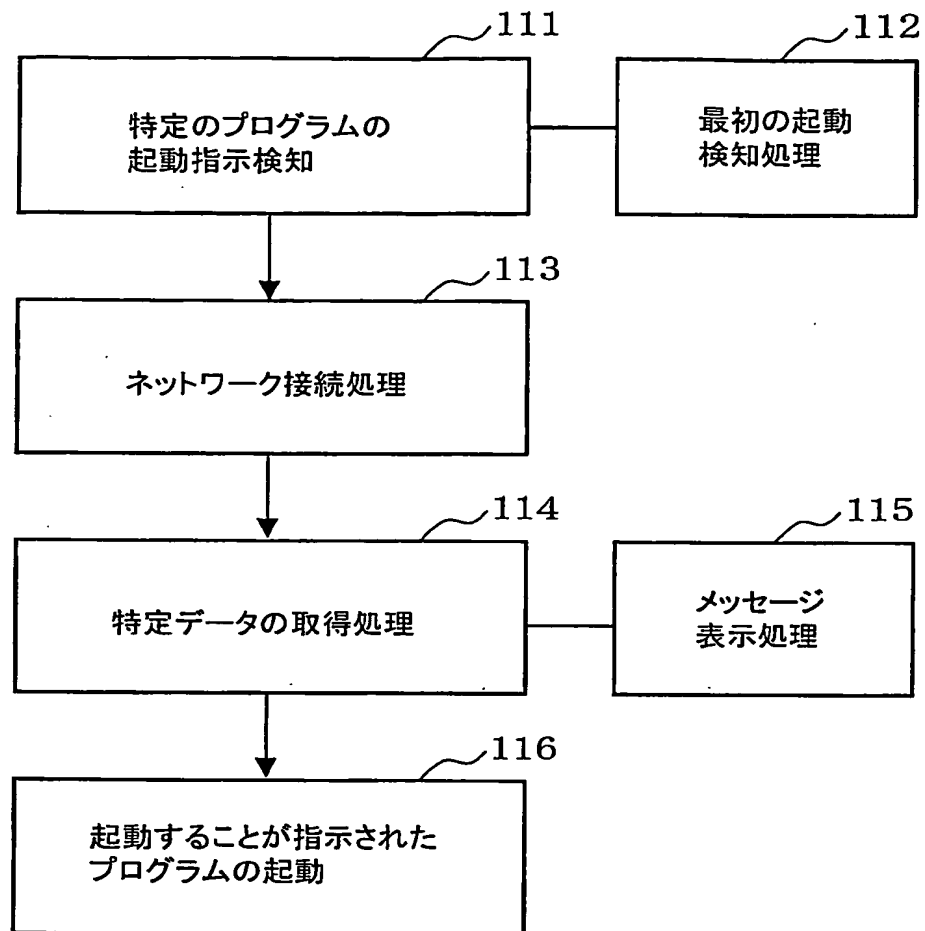 111
特定のプログラムの
起動指示検知
112
最初の起動
検知処理
113
ネットワーク接続処理
114
特定データの取得処理
115
メッセージ
表示処理
116
起動することが指示された
プログラムの起動